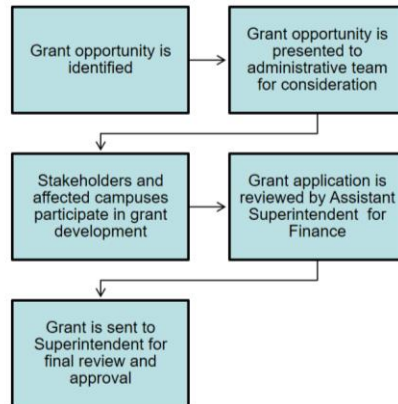 Grant opportunity is
identified
Grant opportunity is
presented to
administrative team
for consideration
Stakeholders and
affected campuses
participate in grant
development
Grant application is
reviewed by Assistant
Superintendent for
Finance
Grant is sent to
Superintendent for
final review and
approval